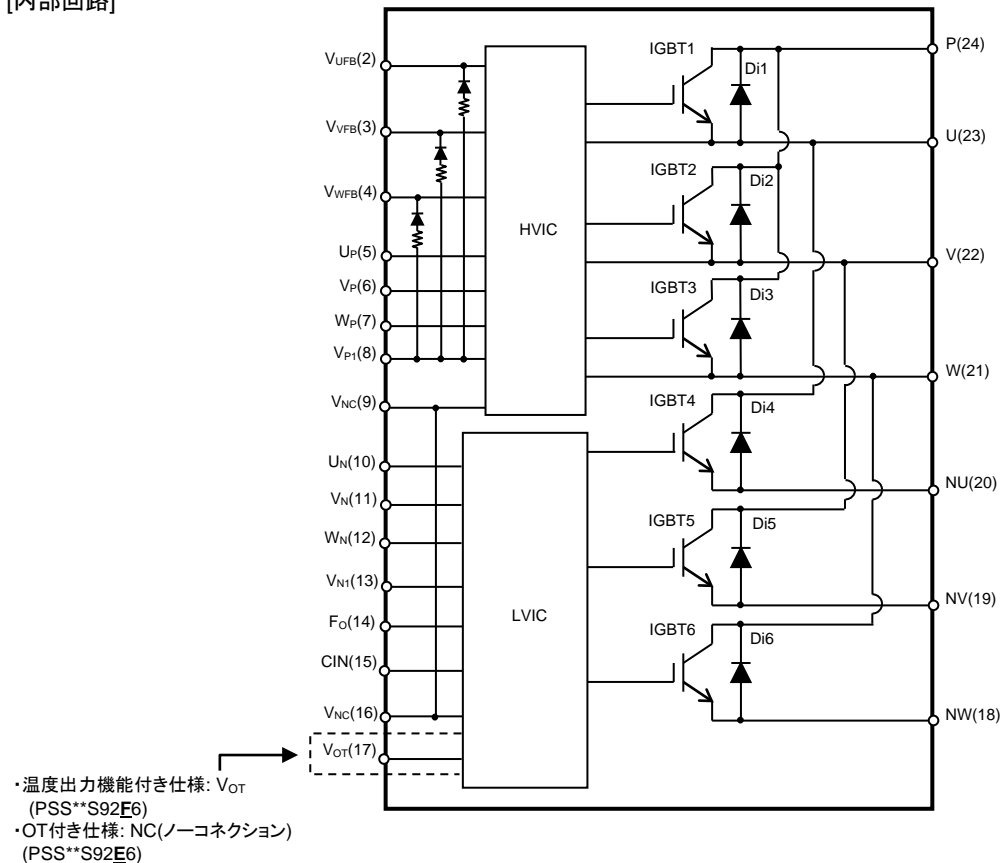 [内部回路]
VUFB(2)
VVFB(3)
VWFB(4)
UP(5)
VP(6)
WP(7)
VP1(8)
VNC(9)
UN(10)
VN(11)
WN(12)
VN1(13)
FO(14)
CIN(15)
VNC(16)
VOT(17)
HVIC
LVIC
IGBT1
Di1
IGBT2
Di2
IGBT3
Di3
IGBT4
Di4
IGBT5
Di5
IGBT6
Di6
P(24)
U(23)
V(22)
W(21)
NU(20)
NV(19)
NW(18)
・温度出力機能付き仕様: VOT
(PSS**S92F6)
・OT付き仕様: NC(ノーコネクション)
(PSS**S92E6)